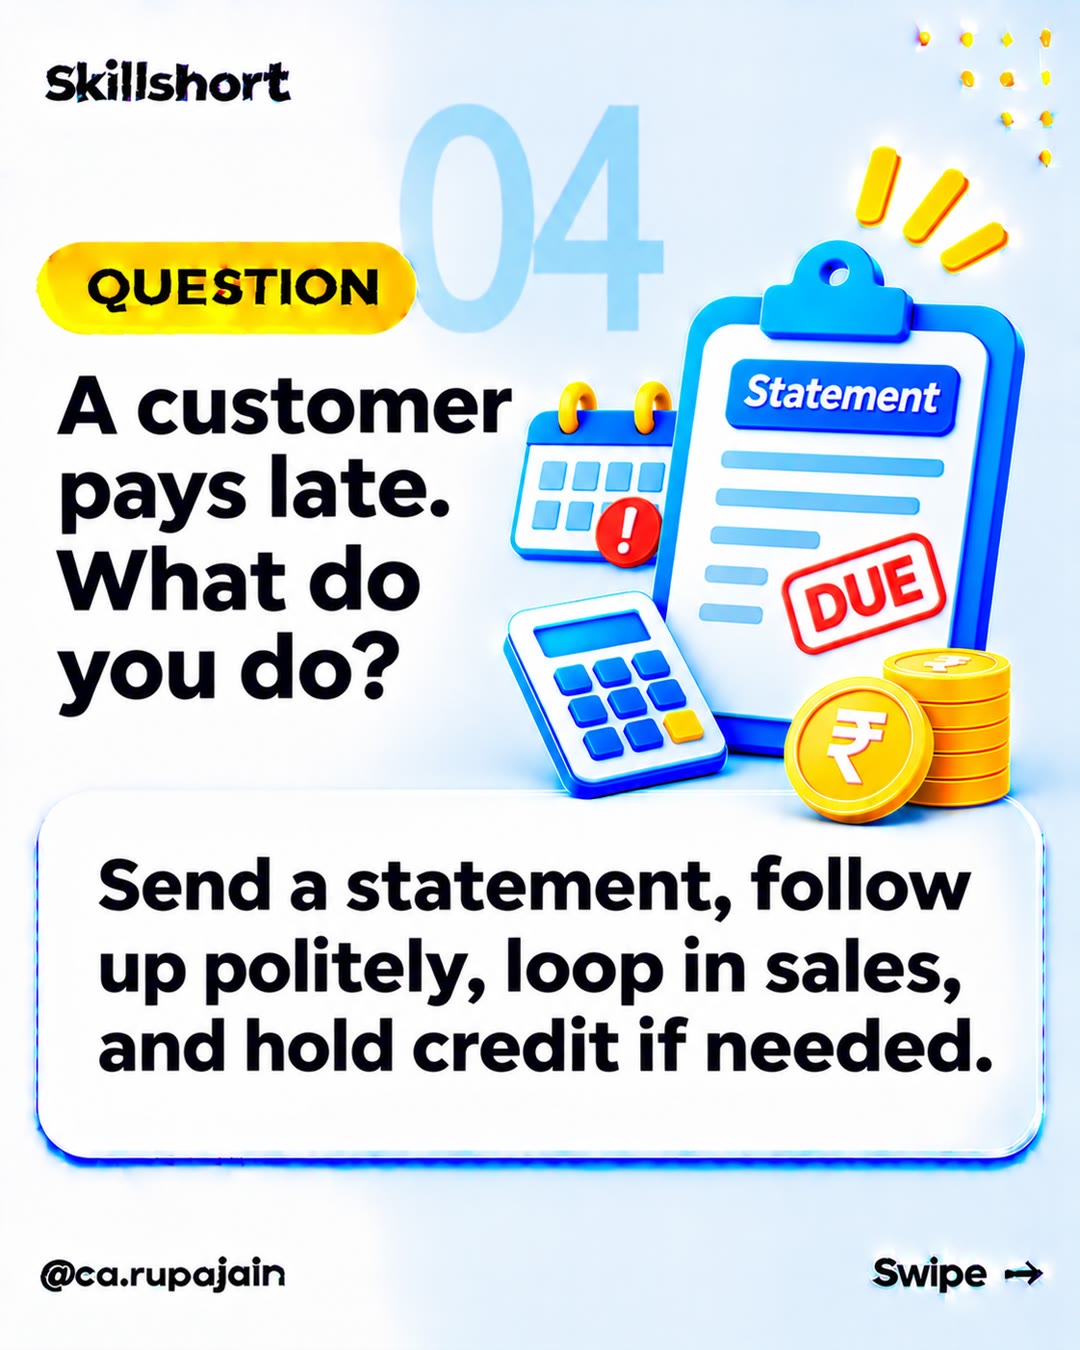 Skillshort
04
QUESTION
A customer
pays late.
What do
you do?
Statement
DUE
₹
₹
Send a statement, follow
up politely, loop in sales,
and hold credit if needed.
@ca.rupajain
Swipe →